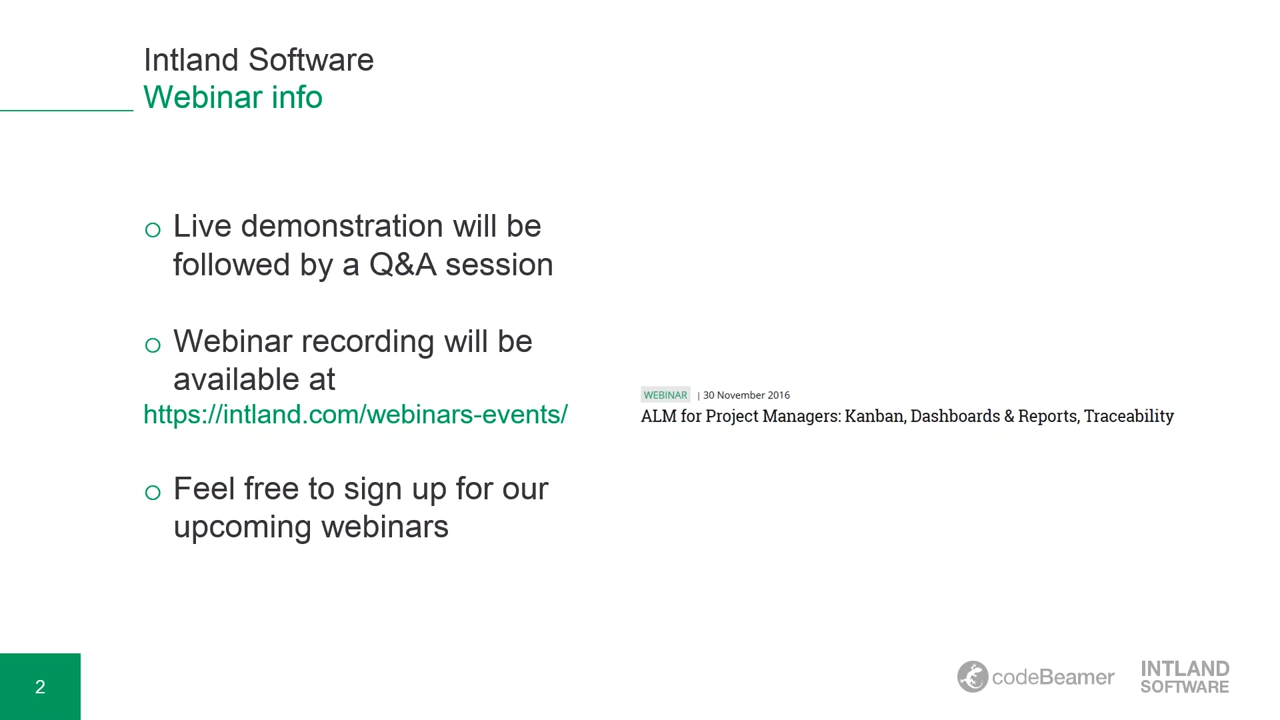 Intland Software
Webinar info
Live demonstration will be
followed by a Q&A session
Webinar recording will be
available at
https://intland.com/webinars-events/
Feel free to sign up for our
upcoming webinars
WEBINAR | 30 November 2016
ALM for Project Managers: Kanban, Dashboards & Reports, Traceability
2
codeBeamer
INTLAND
SOFTWARE